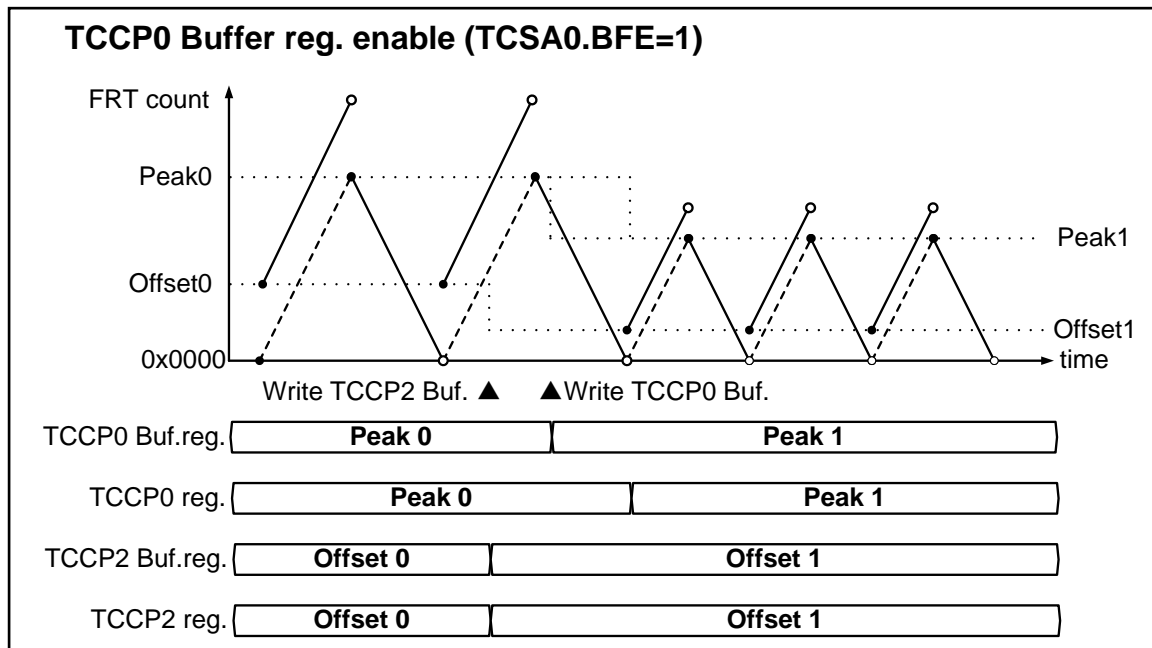 TCCP0 Buffer reg. enable (TCSA0.BFE=1)
FRT count
Peak0
Peak1
Offset0
Offset1
0x0000
time
Write TCCP2 Buf. ▲ ▲Write TCCP0 Buf.
TCCP0 Buf.reg. Peak 0 Peak 1
TCCP0 reg. Peak 0 Peak 1
TCCP2 Buf.reg. Offset 0 Offset 1
TCCP2 reg. Offset 0 Offset 1